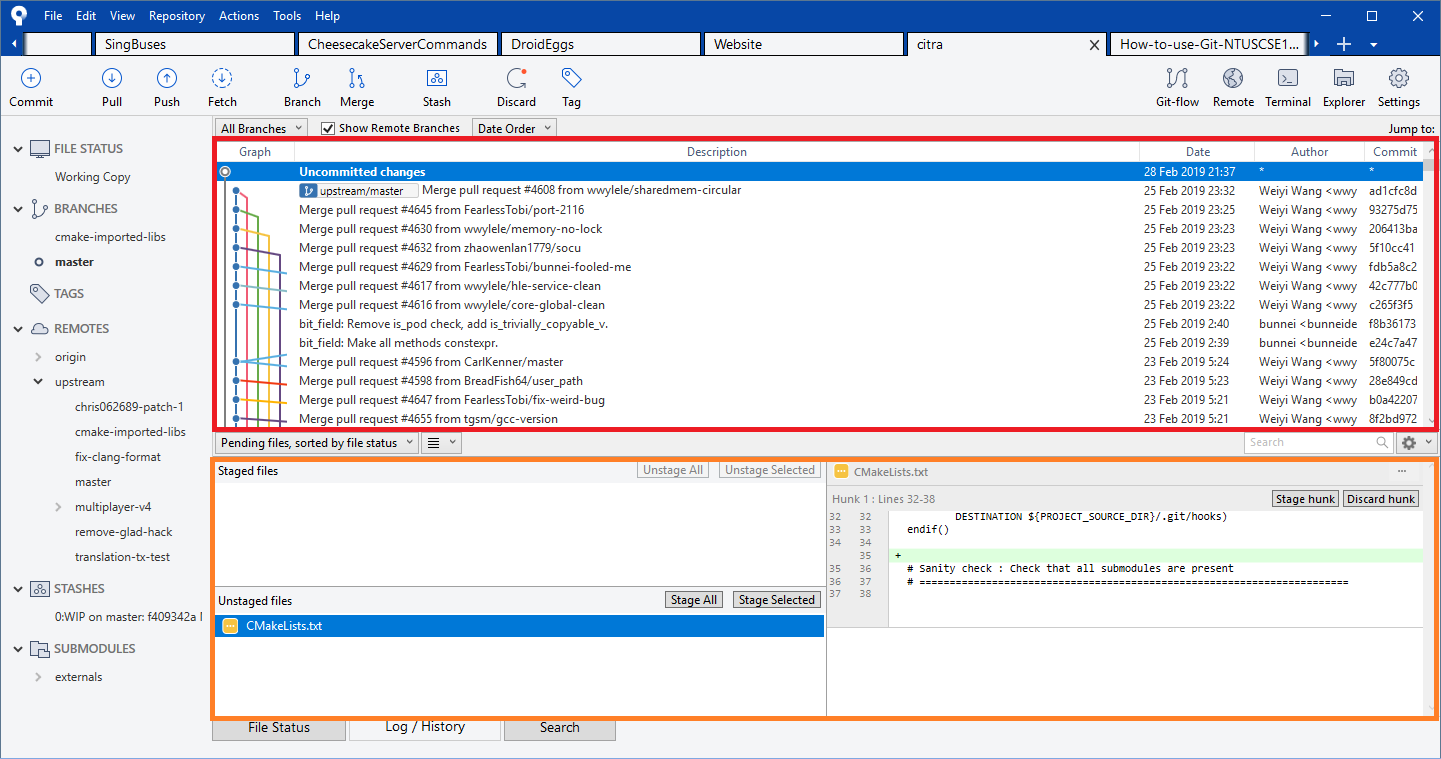 File Edit View Repository Actions Tools Help
SingBuses CheesecakeServerCommands DroidEggs Website citra How-to-use-Git-NTUSCSE1...
Commit Pull Push Fetch Branch Merge Stash Discard Tag Git-flow Remote Terminal Explorer Settings
All Branches Show Remote Branches Date Order Jump to:
FILE STATUS
Working Copy
BRANCHES
cmake-imported-libs
master
TAGS
REMOTES
origin
upstream
chris062689-patch-1
cmake-imported-libs
fix-clang-format
master
multiplayer-v4
remove-glad-hack
translation-tx-test
STASHES
0:WIP on master: f409342a
SUBMODULES
externals
Graph Description Date Author Commit
Uncommitted changes 28 Feb 2019 21:37 * *
upstream/master Merge pull request #4608 from wwylele/sharedmem-circular 25 Feb 2019 23:32 Weiyi Wang <wwy ad1cfc8d
Merge pull request #4645 from FearlessTobi/port-2116 25 Feb 2019 23:25 Weiyi Wang <wwy 93275d75
Merge pull request #4630 from wwylele/memory-no-lock 25 Feb 2019 23:23 Weiyi Wang <wwy 206413ba
Merge pull request #4632 from zhaowenlan1779/socu 25 Feb 2019 23:23 Weiyi Wang <wwy 5f10cc41
Merge pull request #4629 from FearlessTobi/bunnei-fooled-me 25 Feb 2019 23:22 Weiyi Wang <wwy fdb5a8c2
Merge pull request #4617 from wwylele/hle-service-clean 25 Feb 2019 23:22 Weiyi Wang <wwy 42c777b0
Merge pull request #4616 from wwylele/core-global-clean 25 Feb 2019 23:22 Weiyi Wang <wwy c265f3f5
bit_field: Remove is_pod check, add is_trivially_copyable_v. 25 Feb 2019 2:40 bunnei <bunneide f8b36173
bit_field: Make all methods constexpr. 25 Feb 2019 2:39 bunnei <bunneide e24c7a47
Merge pull request #4596 from CarlKenner/master 23 Feb 2019 5:24 Weiyi Wang <wwy 5f80075c
Merge pull request #4598 from BreadFish64/user_path 23 Feb 2019 5:23 Weiyi Wang <wwy 28e849cd
Merge pull request #4647 from FearlessTobi/fix-weird-bug 23 Feb 2019 5:21 Weiyi Wang <wwy b0a42207
Merge pull request #4655 from tgsm/gcc-version 23 Feb 2019 5:21 Weiyi Wang <wwy 8f2bd972
Pending files, sorted by file status Search
Staged files Unstage All Unstage Selected
Unstaged files Stage All Stage Selected
CMakeLists.txt
CMakeLists.txt ...
Hunk 1 : Lines 32-38 Stage hunk Discard hunk
32 32 DESTINATION ${PROJECT_SOURCE_DIR}/.git/hooks)
33 33 endif()
34 34
35 +
35 36 # Sanity check : Check that all submodules are present
36 37 # =======================================================================
37 38
File Status Log / History Search